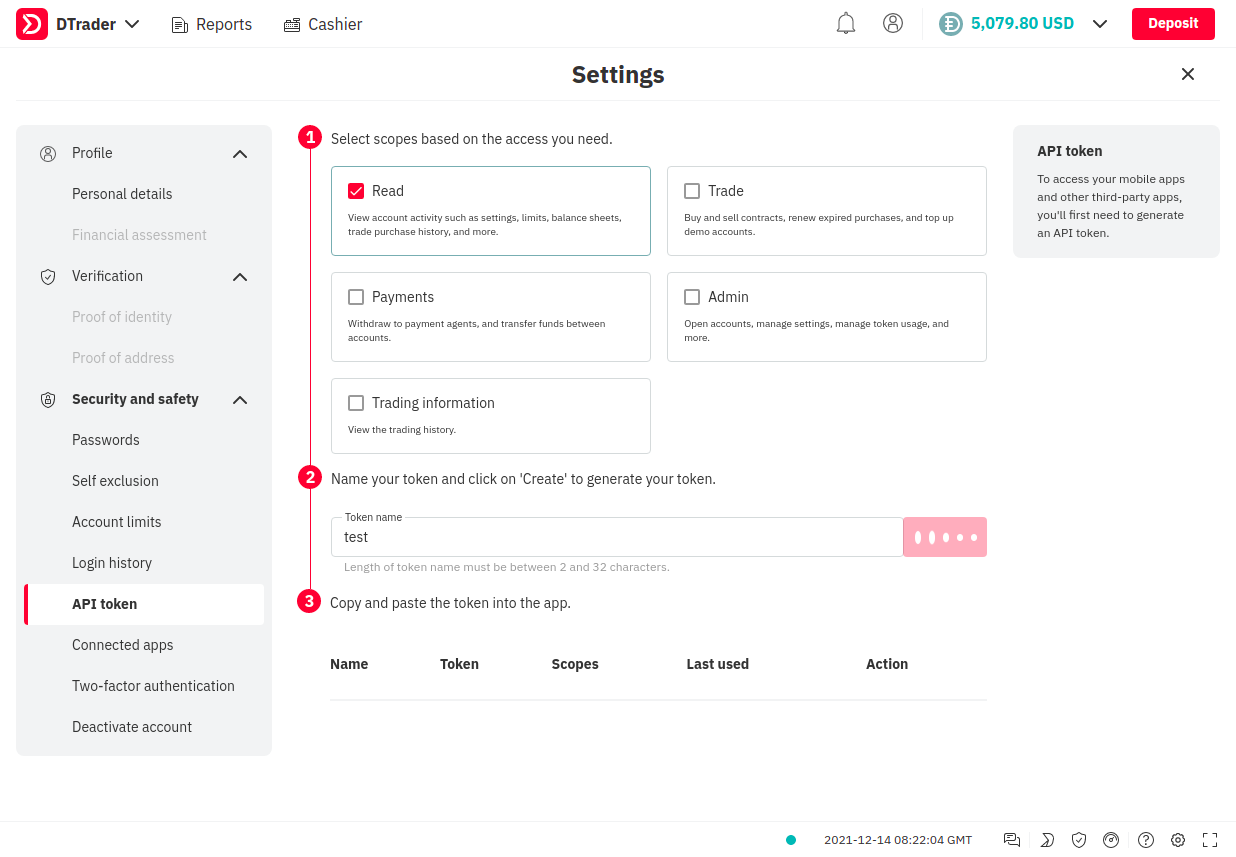 DTrader
Reports
Cashier
5,079.80 USD
Deposit
Settings
Profile
Personal details
Financial assessment
Verification
Proof of identity
Proof of address
Security and safety
Passwords
Self exclusion
Account limits
Login history
API token
Connected apps
Two-factor authentication
Deactivate account
1
Select scopes based on the access you need.
Read
View account activity such as settings, limits, balance sheets,
trade purchase history, and more.
Trade
Buy and sell contracts, renew expired purchases, and top up
demo accounts.
Payments
Withdraw to payment agents, and transfer funds between
accounts.
Admin
Open accounts, manage settings, manage token usage, and
more.
Trading information
View the trading history.
2
Name your token and click on 'Create' to generate your token.
Token name
test
Length of token name must be between 2 and 32 characters.
3
Copy and paste the token into the app.
Name Token Scopes Last used Action
API token
To access your mobile apps
and other third-party apps,
you'll first need to generate
an API token.
2021-12-14 08:22:04 GMT